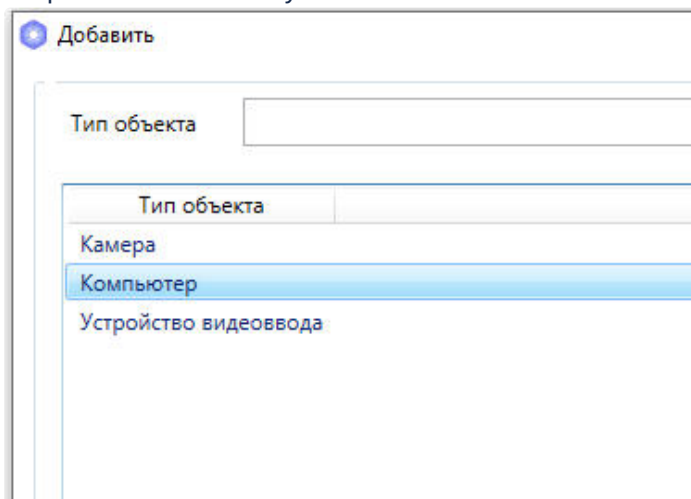 Добавить
Тип объекта
Тип объекта
Камера
Компьютер
Устройство видеоввода